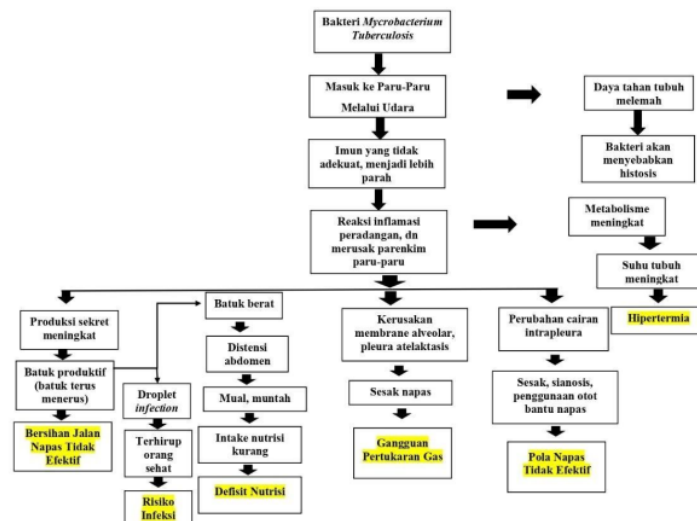 Bakteri Mycrobacterium
Tuberculosis
Masuk ke Paru-Paru
Melalui Udara
Daya tahan tubuh
melemah
Imun yang tidak
adekuat, menjadi lebih
parah
Bakteri akan
menyebabkan
histosis
Reaksi inflamasi
peradangan, dn
merusak parenkim
paru-paru
Metabolisme
meningkat
Suhu tubuh
meningkat
Hipertermia
Produksi sekret
meningkat
Batuk produktif
(batuk terus
menerus)
Bersihan Jalan
Napas Tidak
Efektif
Droplet
infection
Terhirup
orang
sehat
Risiko
Infeksi
Batuk berat
Distensi
abdomen
Mual, muntah
Intake nutrisi
kurang
Defisit Nutrisi
Kerusakan
membrane alveolar,
pleura atelaktasis
Sesak napas
Gangguan
Pertukaran Gas
Perubahan cairan
intrapleura
Sesak, sianosis,
penggunaan otot
bantu napas
Pola Napas
Tidak Efektif